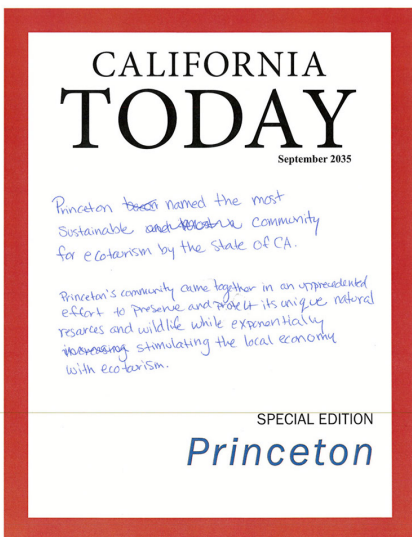 CALIFORNIA
TODAY
September 2035
Princeton named the most
Sustainable community
for ecotourism by the State of CA.
Princeton's community came together in an unprecedented
effort to preserve and protect its unique natural
resources and wildlife while exponentially
stimulating the local economy
with ecotourism.
SPECIAL EDITION
Princeton